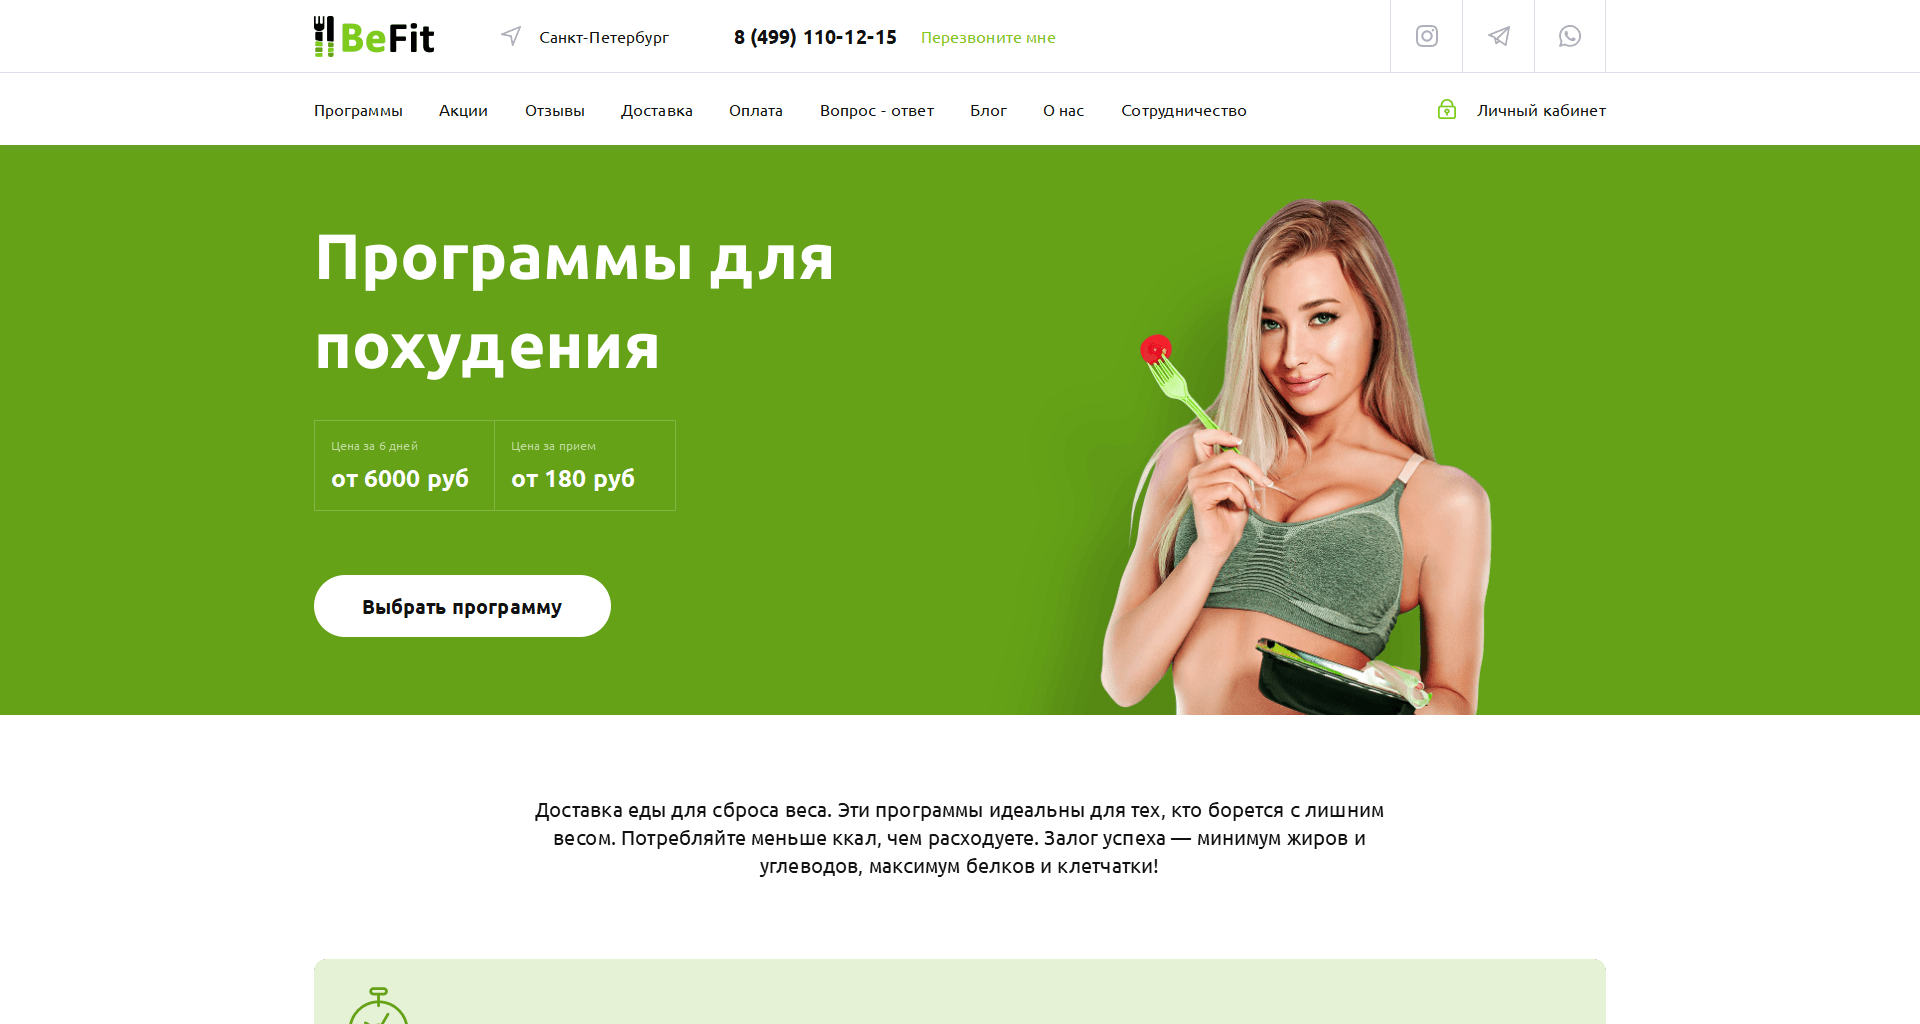 BeFit
Санкт-Петербург
8 (499) 110-12-15
Перезвоните мне
Программы
Акции
Отзывы
Доставка
Оплата
Вопрос - ответ
Блог
О нас
Сотрудничество
Личный кабинет
Программы для
похудения
Цена за 6 дней
от 6000 руб
Цена за прием
от 180 руб
Выбрать программу
Доставка еды для сброса веса. Эти программы идеальны для тех, кто борется с лишним
весом. Потребляйте меньше ккал, чем расходуете. Залог успеха — минимум жиров и
углеводов, максимум белков и клетчатки!